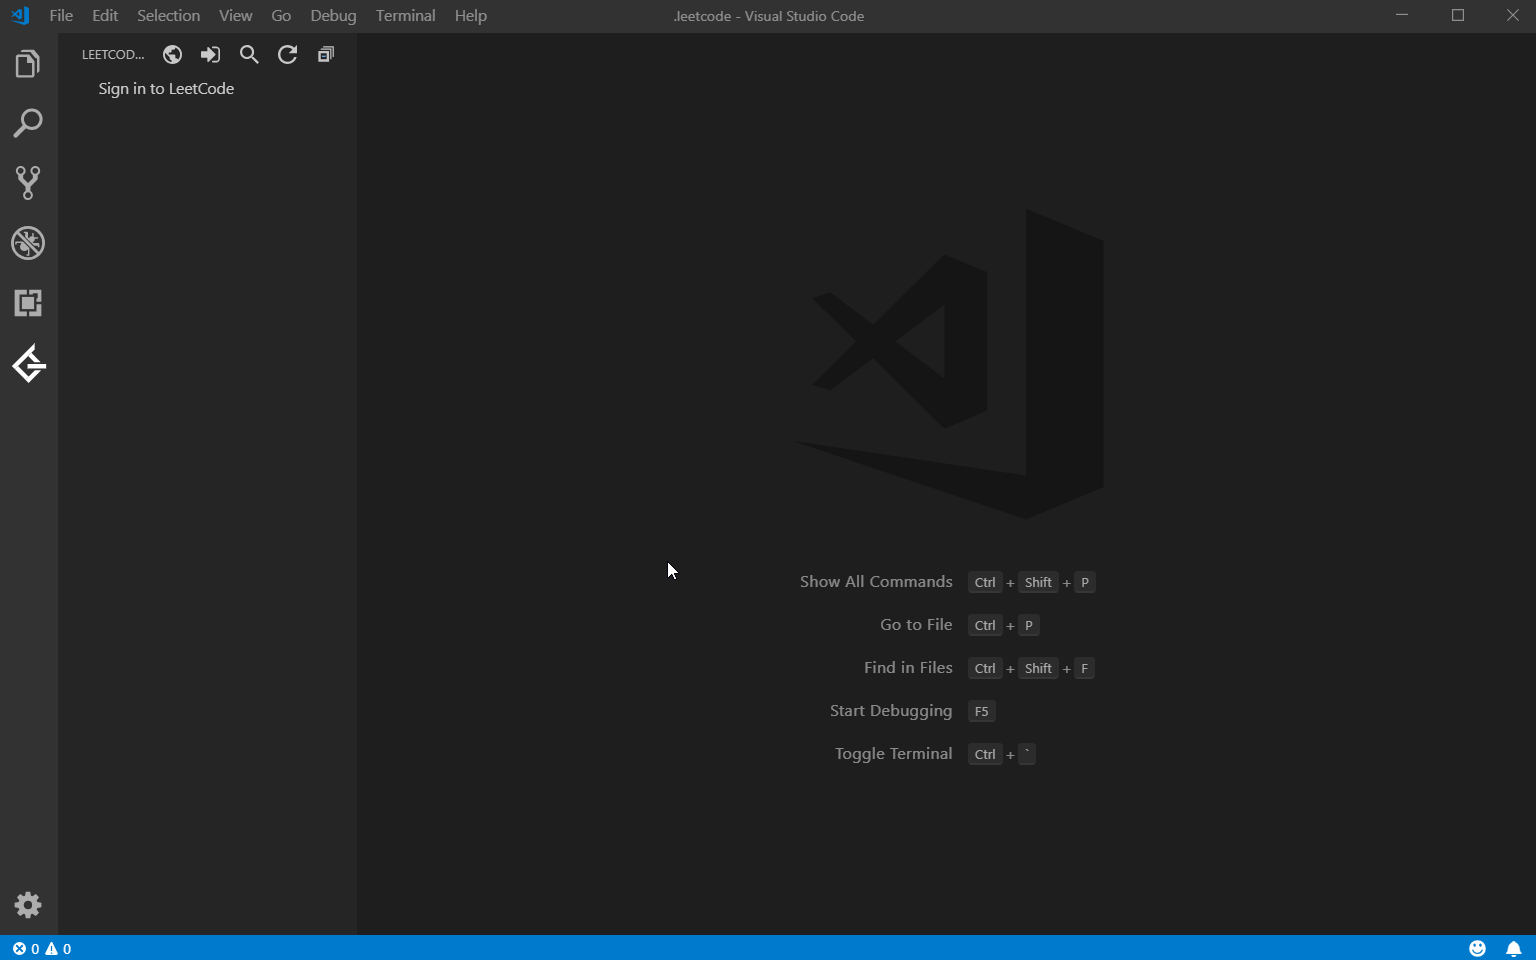 File Edit Selection View Go Debug Terminal Help .leetcode - Visual Studio Code
LEETCOD...
Sign in to LeetCode
Show All Commands Ctrl + Shift + P
Go to File Ctrl + P
Find in Files Ctrl + Shift + F
Start Debugging F5
Toggle Terminal Ctrl + `
0 0